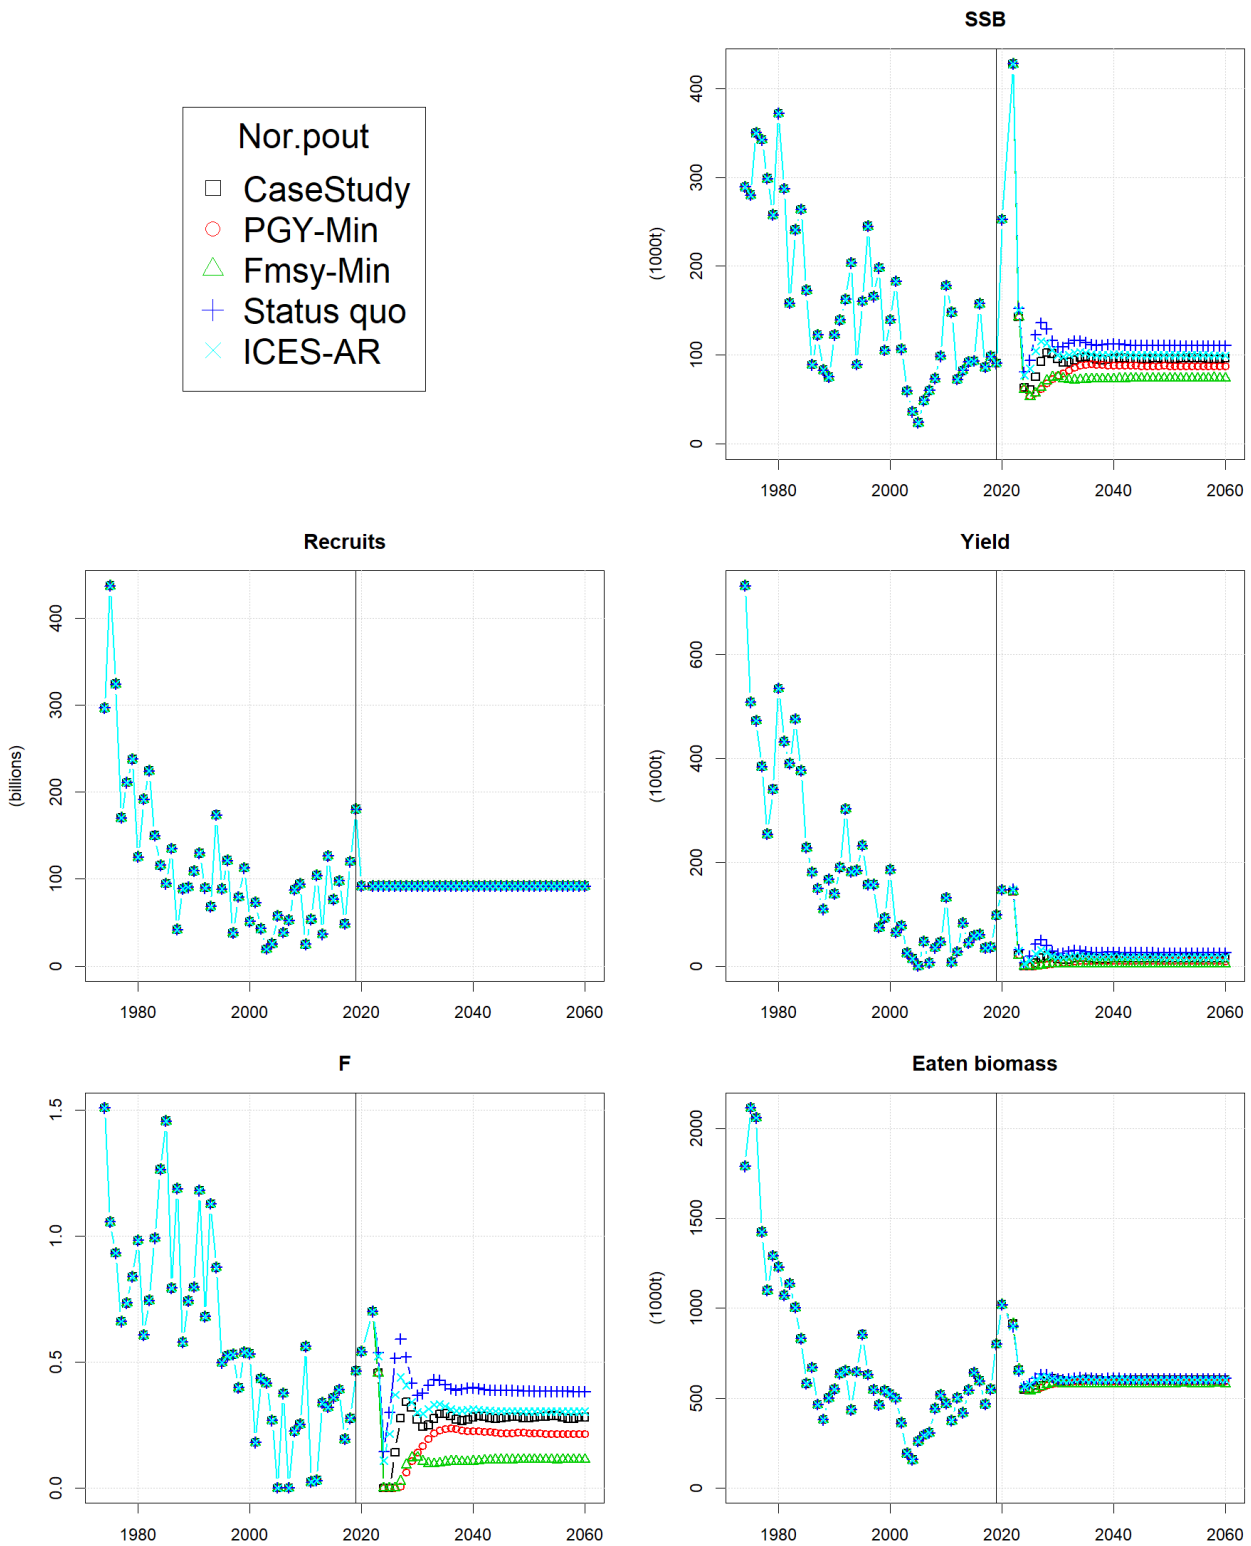 SSB
Nor.pout
CaseStudy
PGY-Min
Fmsy-Min
Status quo
ICES-AR
(1000t)
400
300
200
100
0
1980 2000 2020 2040 2060
Recruits
(billions)
400
300
200
100
0
1980 2000 2020 2040 2060
Yield
(1000t)
600
400
200
0
1980 2000 2020 2040 2060
F
1.5
1.0
0.5
0.0
1980 2000 2020 2040 2060
Eaten biomass
(1000t)
2000
1500
1000
500
0
1980 2000 2020 2040 2060